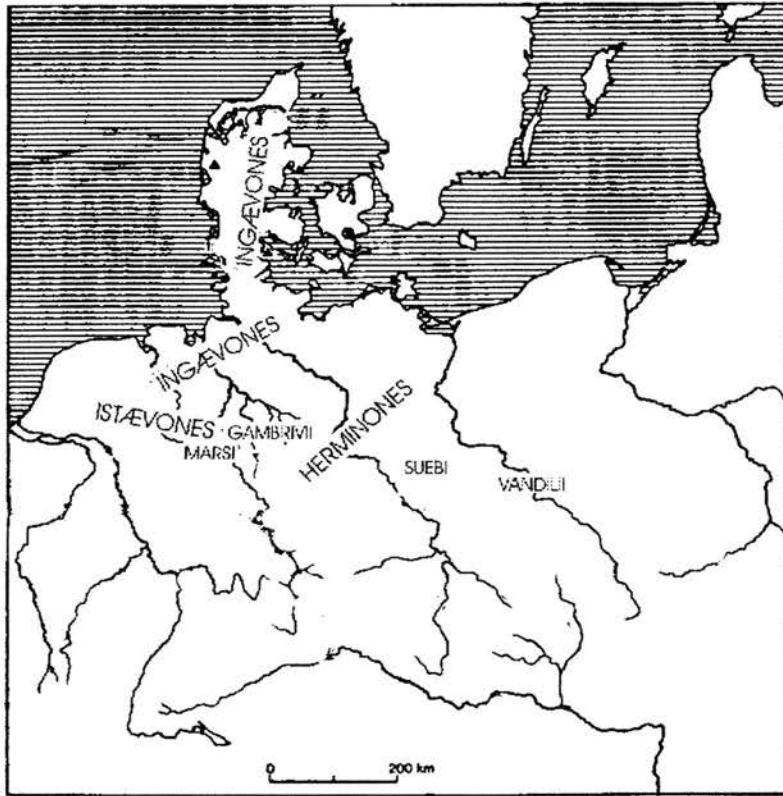 INGÆVONES
INGÆVONES
ISTÆVONES
GAMBRIVII
MARSI
HERMINONES
SUEBI
VANDILII
0 200 km